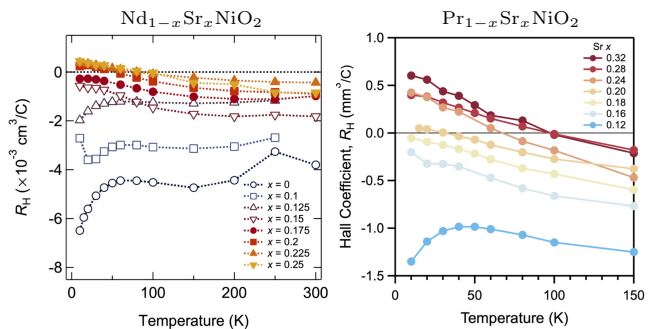 Nd₁₋ₓSrₓNiO₂
R_H (×10⁻³ cm³/C)
0
-2
-4
-6
-8
x = 0
x = 0.1
x = 0.125
x = 0.15
x = 0.175
x = 0.2
x = 0.225
x = 0.25
0
100
200
300
Temperature (K)
Pr₁₋ₓSrₓNiO₂
Hall Coefficient, R_H (mm³/C)
1.0
0.5
0.0
-0.5
-1.0
-1.5
Sr x
0.32
0.28
0.24
0.20
0.18
0.16
0.12
0
50
100
150
Temperature (K)